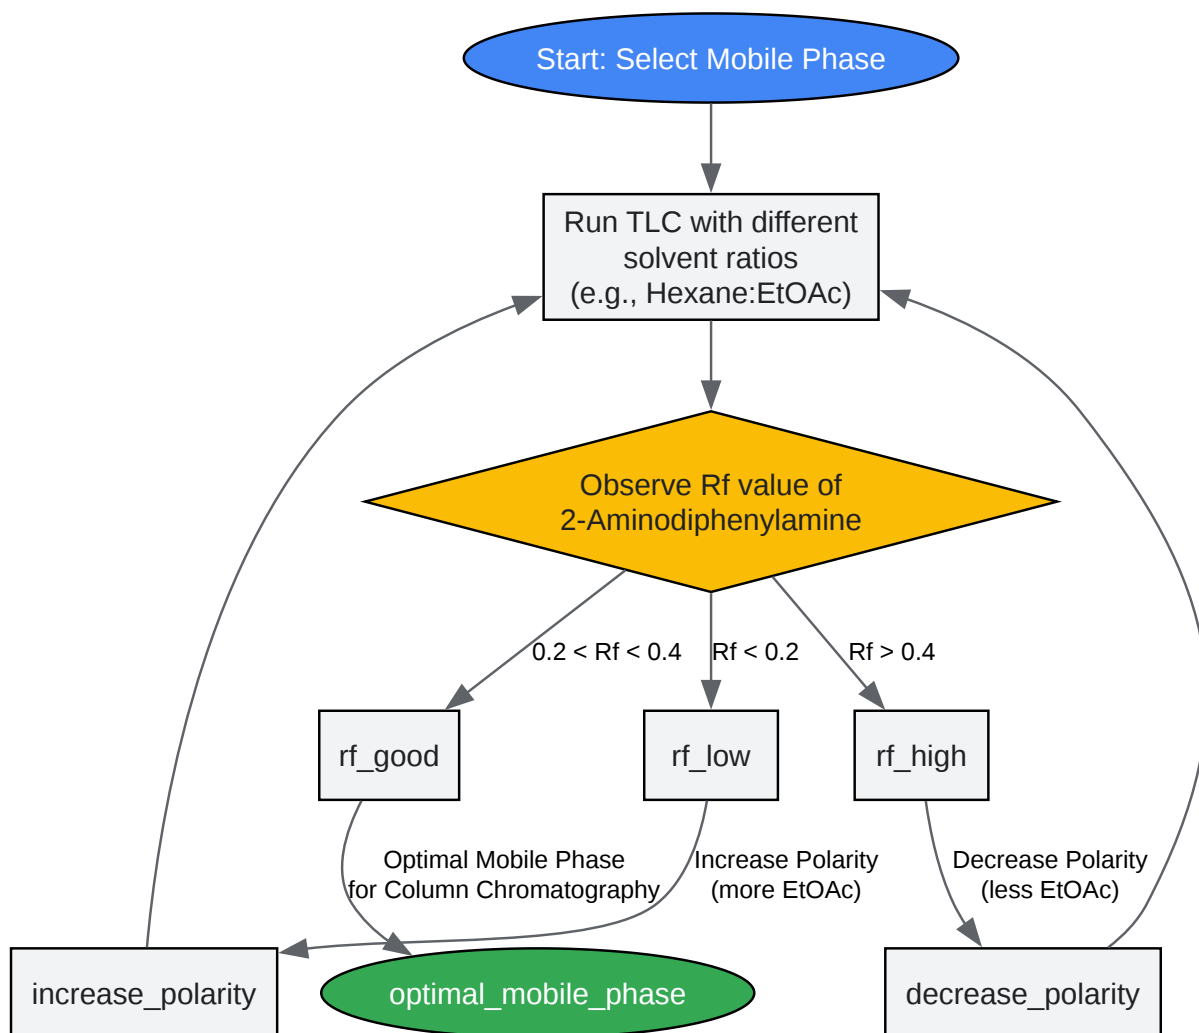 Start: Select Mobile Phase
Run TLC with different
solvent ratios
(e.g., Hexane:EtOAc)
Observe Rf value of
2-Aminodiphenylamine
0.2 < Rf < 0.4
Rf < 0.2
Rf > 0.4
rf_good
rf_low
rf_high
Optimal Mobile Phase
for Column Chromatography
Increase Polarity
(more EtOAc)
Decrease Polarity
(less EtOAc)
increase_polarity
optimal_mobile_phase
decrease_polarity